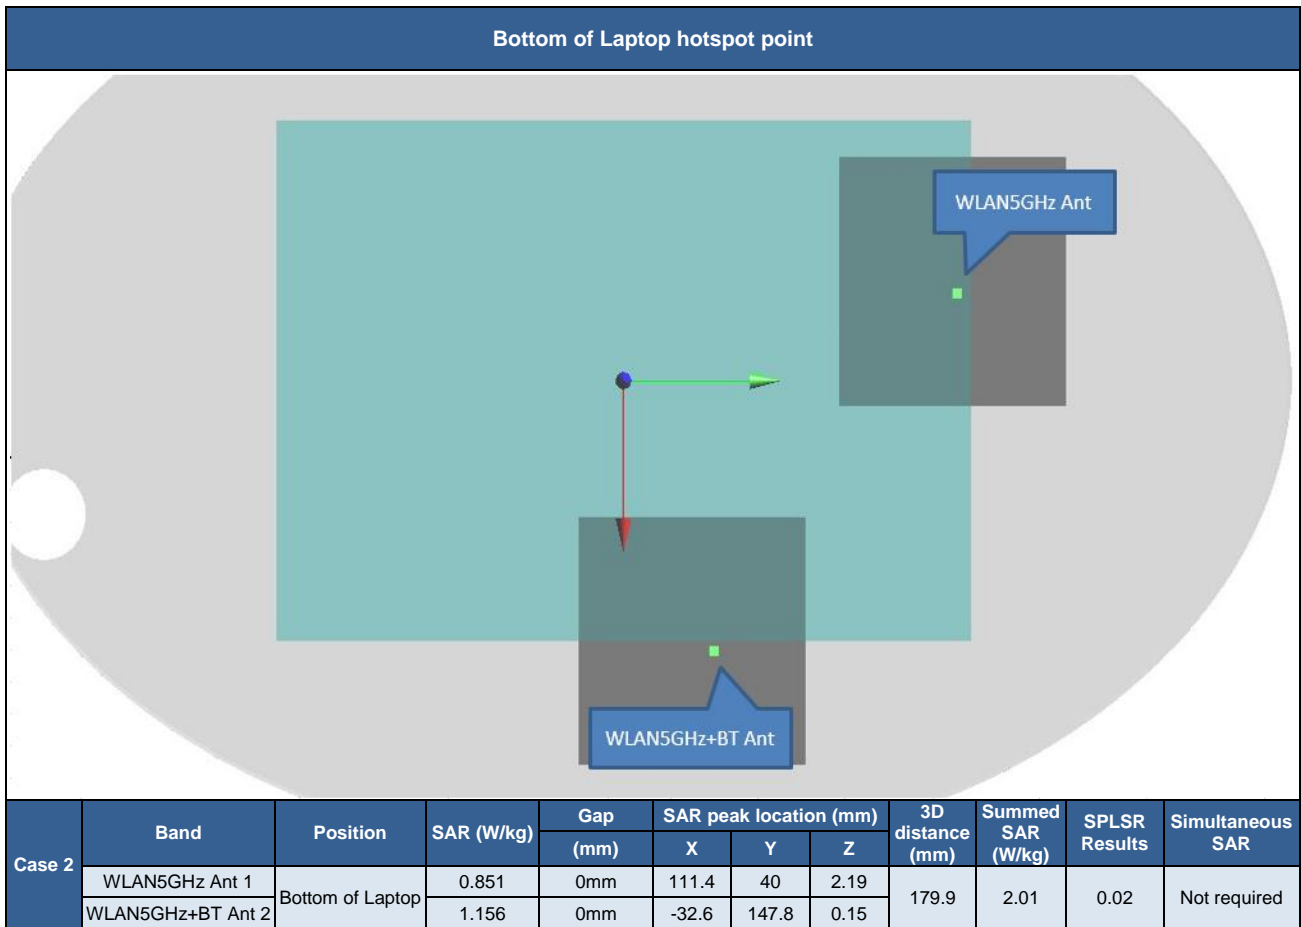 Bottom of Laptop hotspot point
WLAN5GHz Ant
WLAN5GHz+BT Ant
Case 2
Band
Position
SAR (W/kg)
Gap
(mm)
SAR peak location (mm)
X
Y
Z
3D
distance
(mm)
Summed
SAR
(W/kg)
SPLSR
Results
Simultaneous
SAR
WLAN5GHz Ant 1
Bottom of Laptop
0.851
0mm
111.4
40
2.19
179.9
2.01
0.02
Not required
WLAN5GHz+BT Ant 2
1.156
0mm
-32.6
147.8
0.15